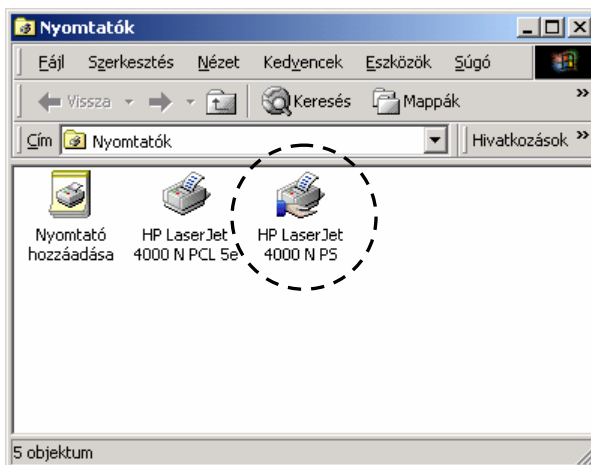 Nyomtatók
Fájl Szerkesztés Nézet Kedvencek Eszközök Súgó
Vissza Keresés Mappák »
Cím Nyomtatók Hivatkozások »
Nyomtató hozzáadása
HP LaserJet 4000 N PCL 5e
HP LaserJet 4000 N PS
5 objektum